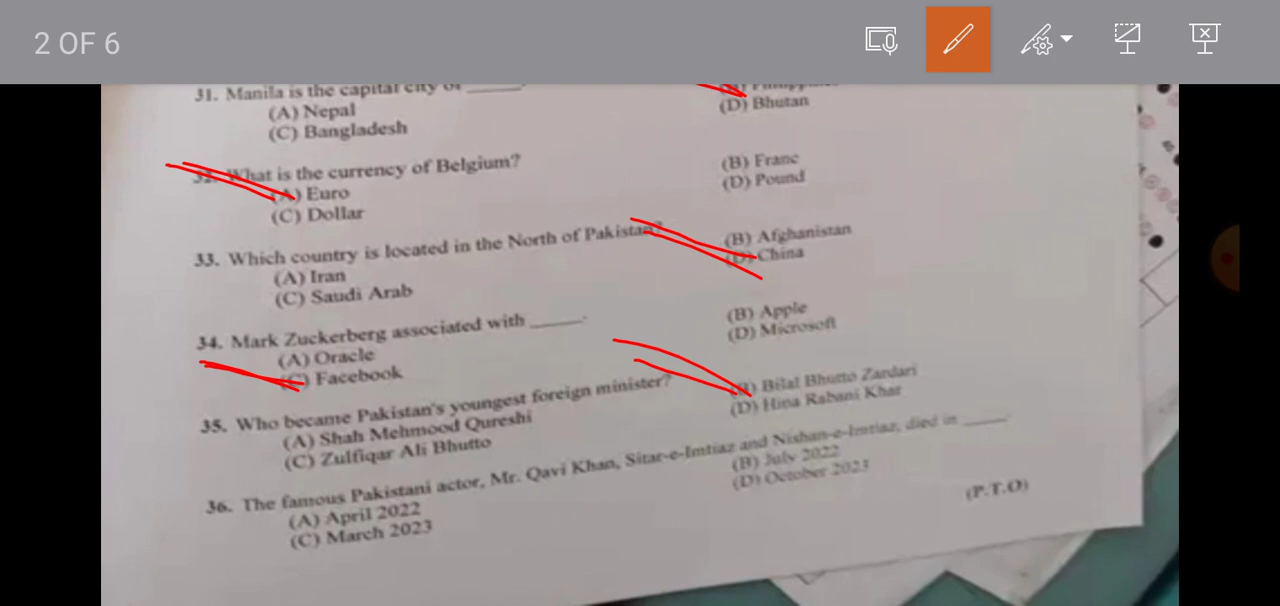 2 OF 6
31. Manila is the capital city of ______.
(A) Nepal
(D) Bhutan
(C) Bangladesh
32. What is the currency of Belgium?
(A) Euro
(B) Franc
(C) Dollar
(D) Pound
33. Which country is located in the North of Pakistan?
(A) Iran
(B) Afghanistan
(C) Saudi Arab
(D) China
34. Mark Zuckerberg associated with ______.
(A) Oracle
(B) Apple
(C) Facebook
(D) Microsoft
35. Who became Pakistan's youngest foreign minister?
(A) Shah Mehmood Qureshi
(B) Bilal Bhutto Zardari
(C) Zulfiqar Ali Bhutto
(D) Hina Rabani Khar
36. The famous Pakistani actor, Mr. Qavi Khan, Sitar-e-Imtiaz and Nishan-e-Imtiaz, died in ______.
(A) April 2022
(B) July 2022
(C) March 2023
(D) October 2023
(P.T.O)